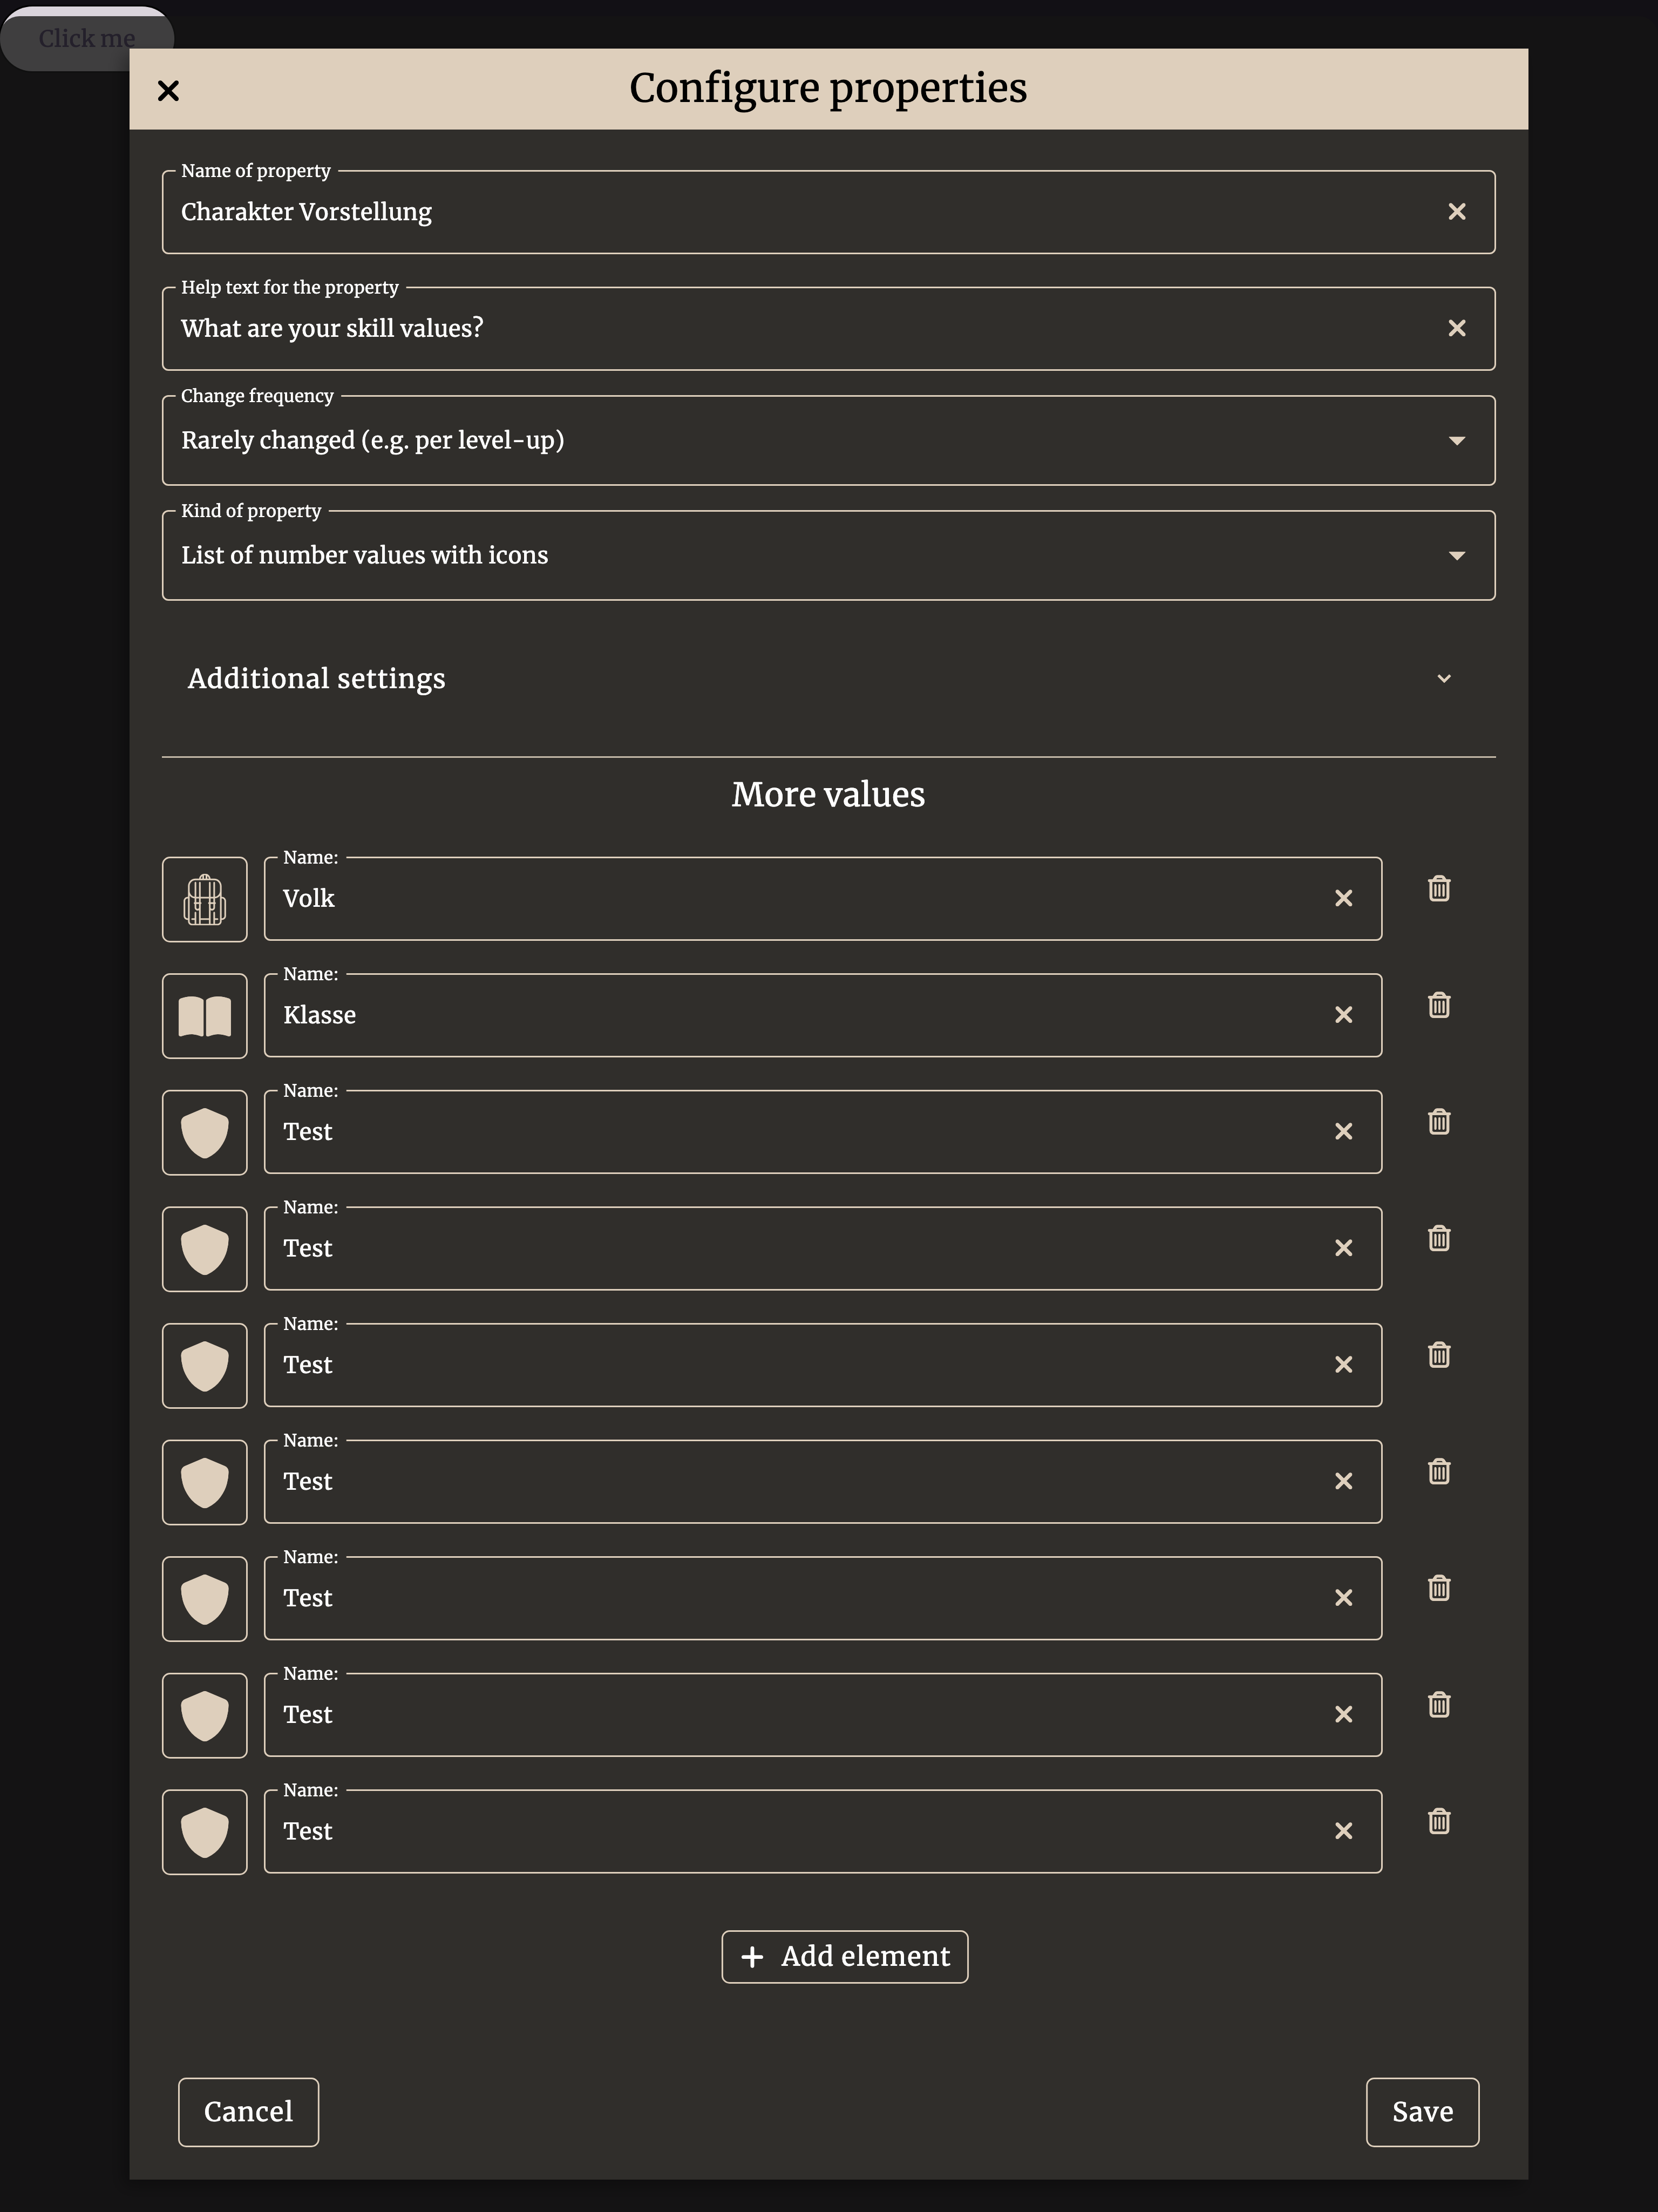 Click me
Configure properties
Name of property
Charakter Vorstellung
Help text for the property
What are your skill values?
Change frequency
Rarely changed (e.g. per level-up)
Kind of property
List of number values with icons
Additional settings
More values
Name:
Volk
Name:
Klasse
Name:
Test
Name:
Test
Name:
Test
Name:
Test
Name:
Test
Name:
Test
Name:
Test
Add element
Cancel
Save